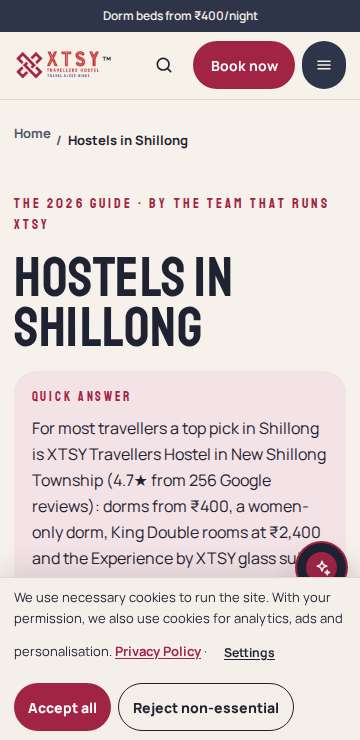 Dorm beds from ₹400/night
XTSY™
TRAVELLERS HOSTEL
Book now
Home / Hostels in Shillong
THE 2026 GUIDE · BY THE TEAM THAT RUNS
XTSY
HOSTELS IN
SHILLONG
QUICK ANSWER
For most travellers a top pick in Shillong
is XTSY Travellers Hostel in New Shillong
Township (4.7★ from 256 Google
reviews): dorms from ₹400, a women-
only dorm, King Double rooms at ₹2,400
and the Experience by XTSY glass
We use necessary cookies to run the site. With your
permission, we also use cookies for analytics, ads and
personalisation. Privacy Policy · Settings
Accept all
Reject non-essential